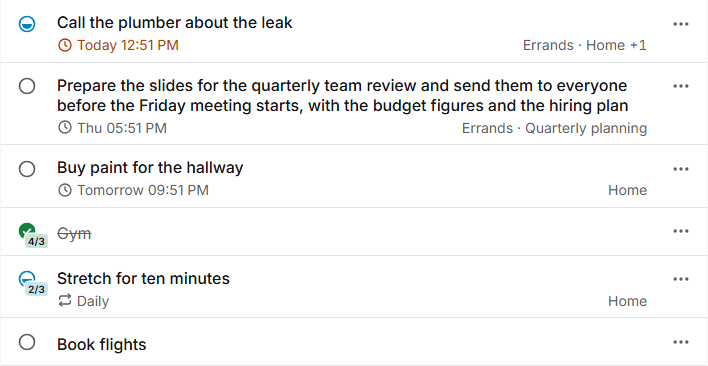 Call the plumber about the leak
Today 12:51 PM
Errands · Home +1
Prepare the slides for the quarterly team review and send them to everyone
before the Friday meeting starts, with the budget figures and the hiring plan
Thu 05:51 PM
Errands · Quarterly planning
Buy paint for the hallway
Tomorrow 09:51 PM
Home
4/3
Gym
2/3
Stretch for ten minutes
Daily
Home
Book flights